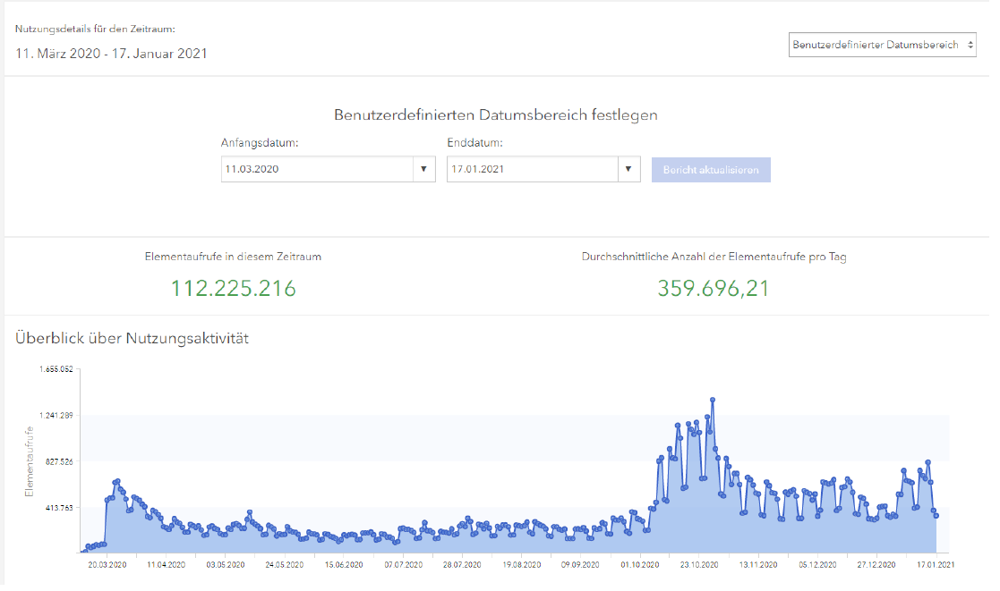 Nutzungsdetails für den Zeitraum:
11. März 2020 - 17. Januar 2021
Benutzerdefinierter Datumsbereich
Benutzerdefinierten Datumsbereich festlegen
Anfangsdatum:
Enddatum:
11.03.2020
17.01.2021
Bericht aktualisieren
Elementaufrufe in diesem Zeitraum
Durchschnittliche Anzahl der Elementaufrufe pro Tag
112.225.216
359.696,21
Überblick über Nutzungsaktivität
1.655.052
1.241.289
827.526
413.763
Elementaufrufe
20.03.2020
11.04.2020
03.05.2020
24.05.2020
15.06.2020
07.07.2020
28.07.2020
19.08.2020
09.09.2020
01.10.2020
23.10.2020
13.11.2020
05.12.2020
27.12.2020
17.01.2021